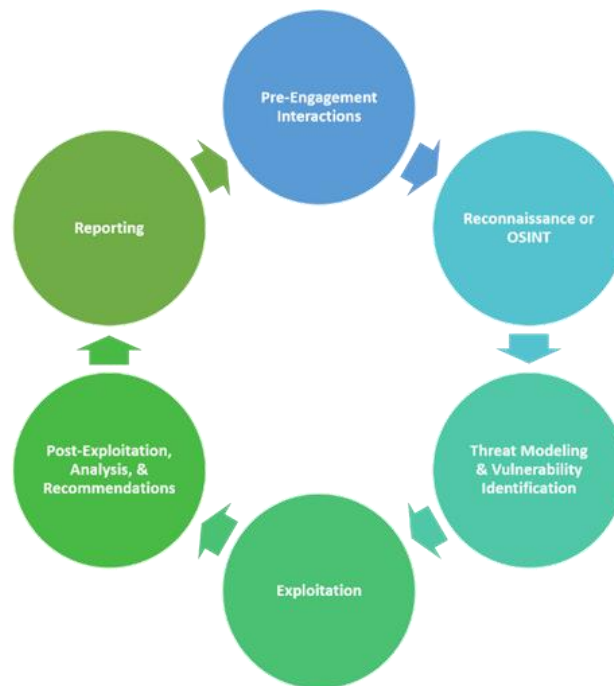 Pre-Engagement
Interactions
Reconnaissance or
OSINT
Threat Modeling
& Vulnerability
Identification
Exploitation
Post-Exploitation,
Analysis, &
Recommendations
Reporting